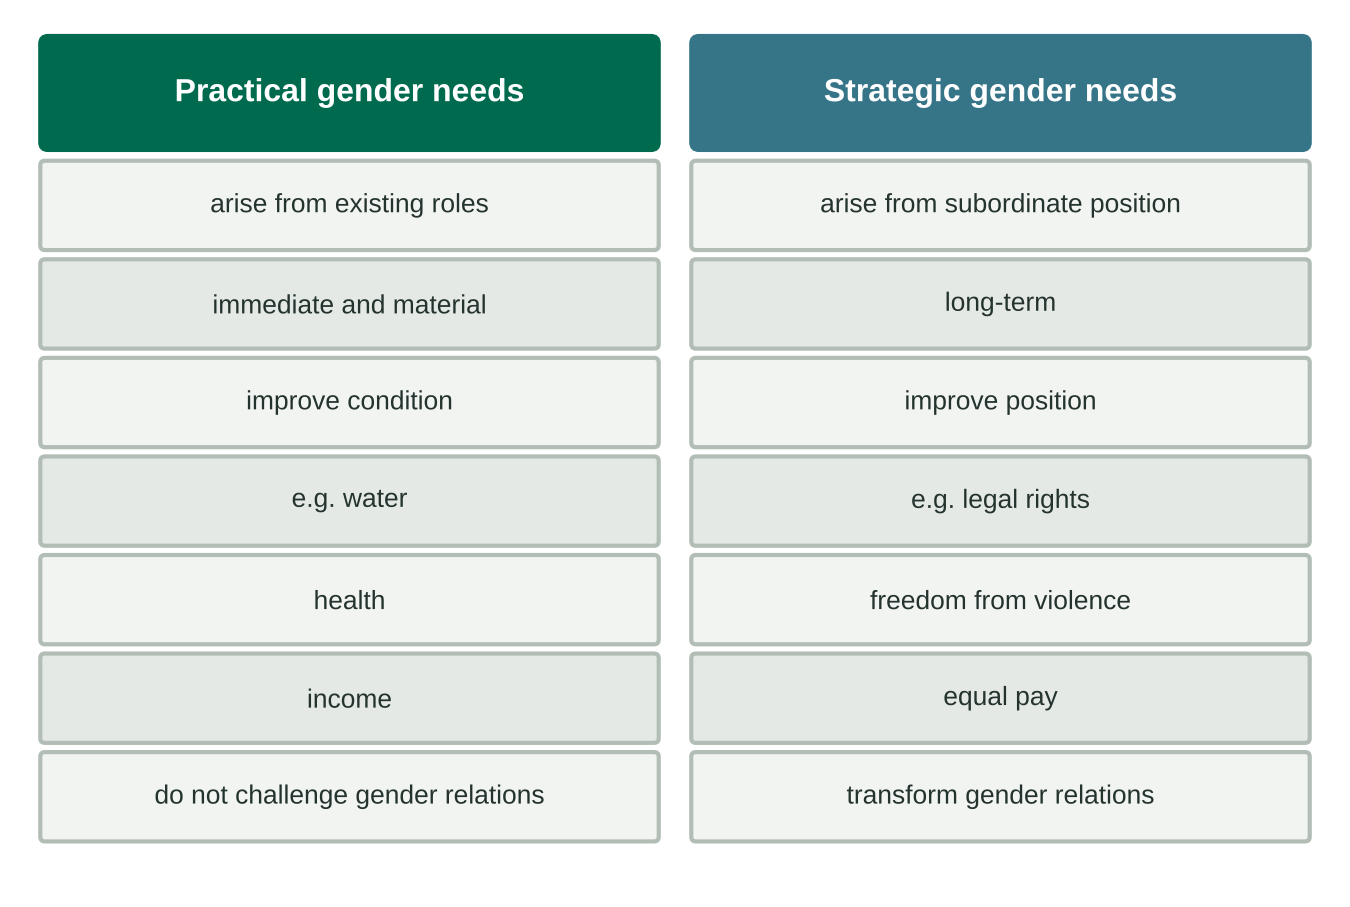 Practical gender needs
Strategic gender needs
arise from existing roles
arise from subordinate position
immediate and material
long-term
improve condition
improve position
e.g. water
e.g. legal rights
health
freedom from violence
income
equal pay
do not challenge gender relations
transform gender relations